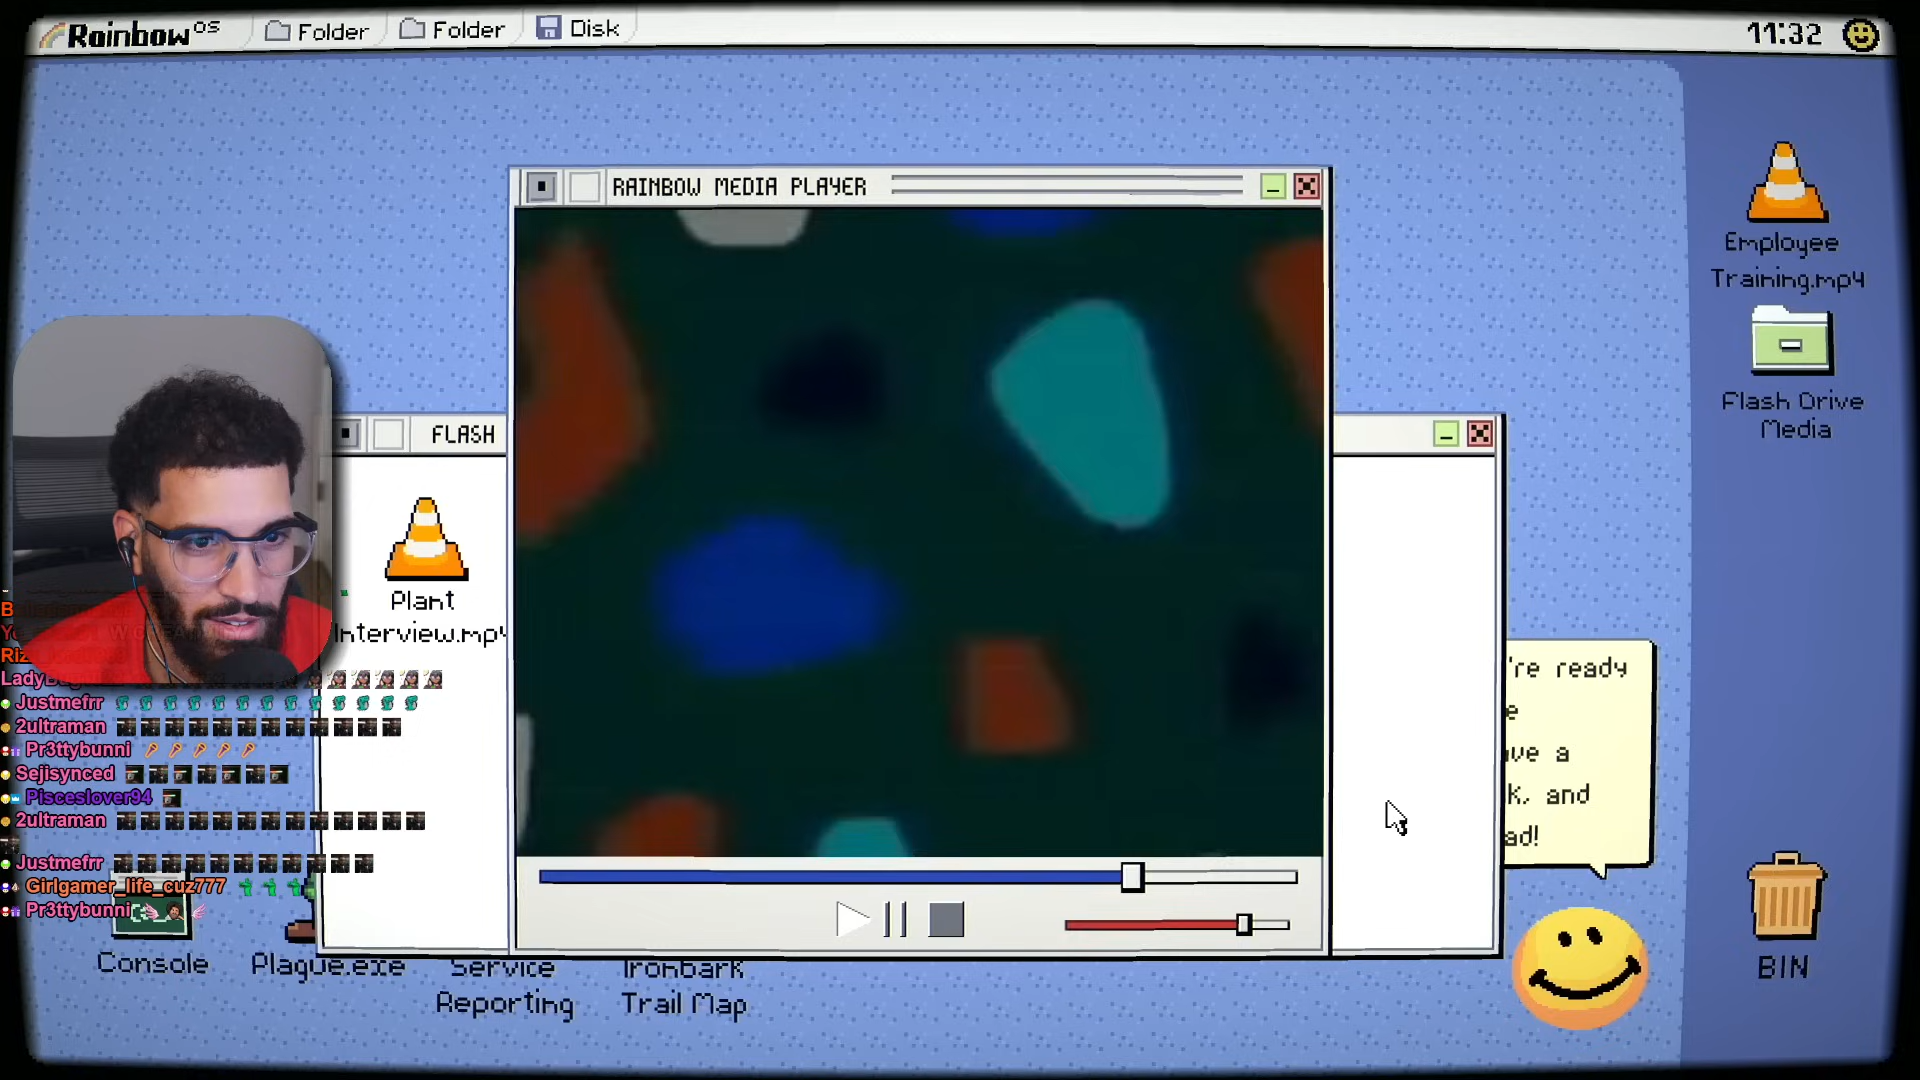 Rainbow OS
Folder
Folder
Disk
11:32
RAINBOW MEDIA PLAYER
Employee
Training.mp4
Flash Drive
Media
FLASH
Plant
Interview.mp4
're ready
ve a
k, and
ad!
Justmefrr
2ultraman
Pr3ttybunni
Sejisynced
Pisceslover94
2ultraman
Justmefrr
Girlgamer_life_cuz777
Pr3ttybunni
Console
Plague.exe
Service
Reporting
Ironbark
Trail Map
BIN